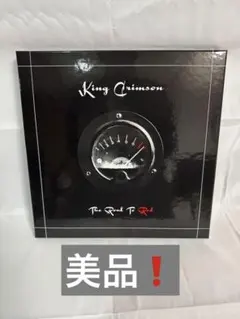 King Crimson
The Road To Red
美品❗